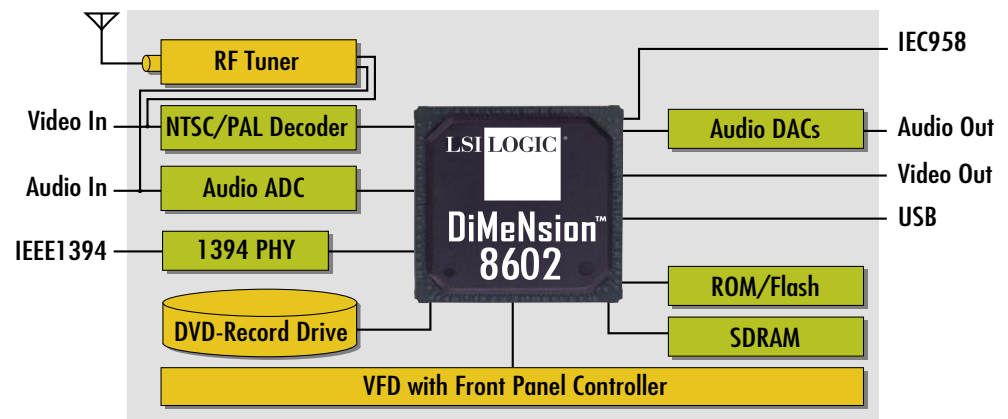 IEC958
RF Tuner
Video In
NTSC/PAL Decoder
LSI LOGIC®
Audio DACs
Audio Out
Audio In
Audio ADC
Video Out
DiMeNsion™
8602
USB
IEEE1394
1394 PHY
ROM/Flash
DVD-Record Drive
SDRAM
VFD with Front Panel Controller